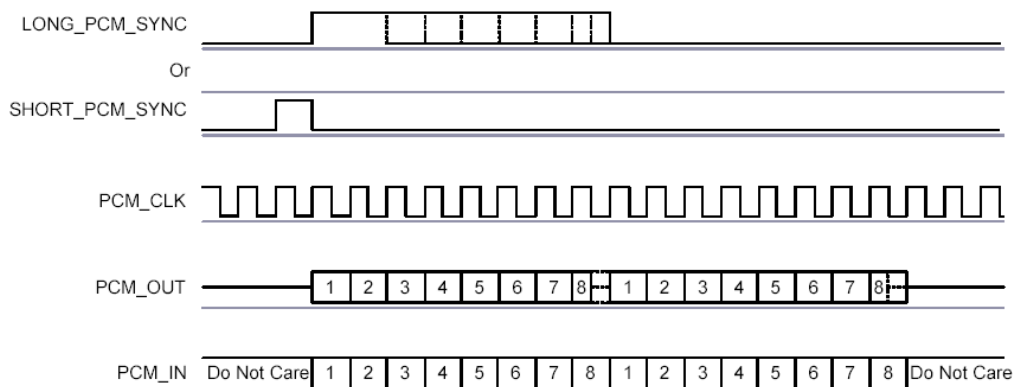 LONG_PCM_SYNC
Or
SHORT_PCM_SYNC
PCM_CLK
PCM_OUT 1 2 3 4 5 6 7 8 1 2 3 4 5 6 7 8
PCM_IN Do Not Care 1 2 3 4 5 6 7 8 1 2 3 4 5 6 7 8 Do Not Care